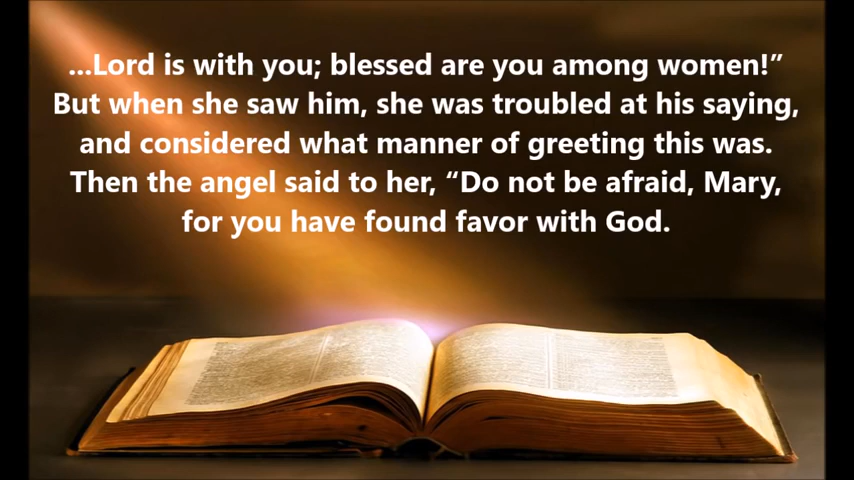 ...Lord is with you; blessed are you among women!”
But when she saw him, she was troubled at his saying,
and considered what manner of greeting this was.
Then the angel said to her, “Do not be afraid, Mary,
for you have found favor with God.